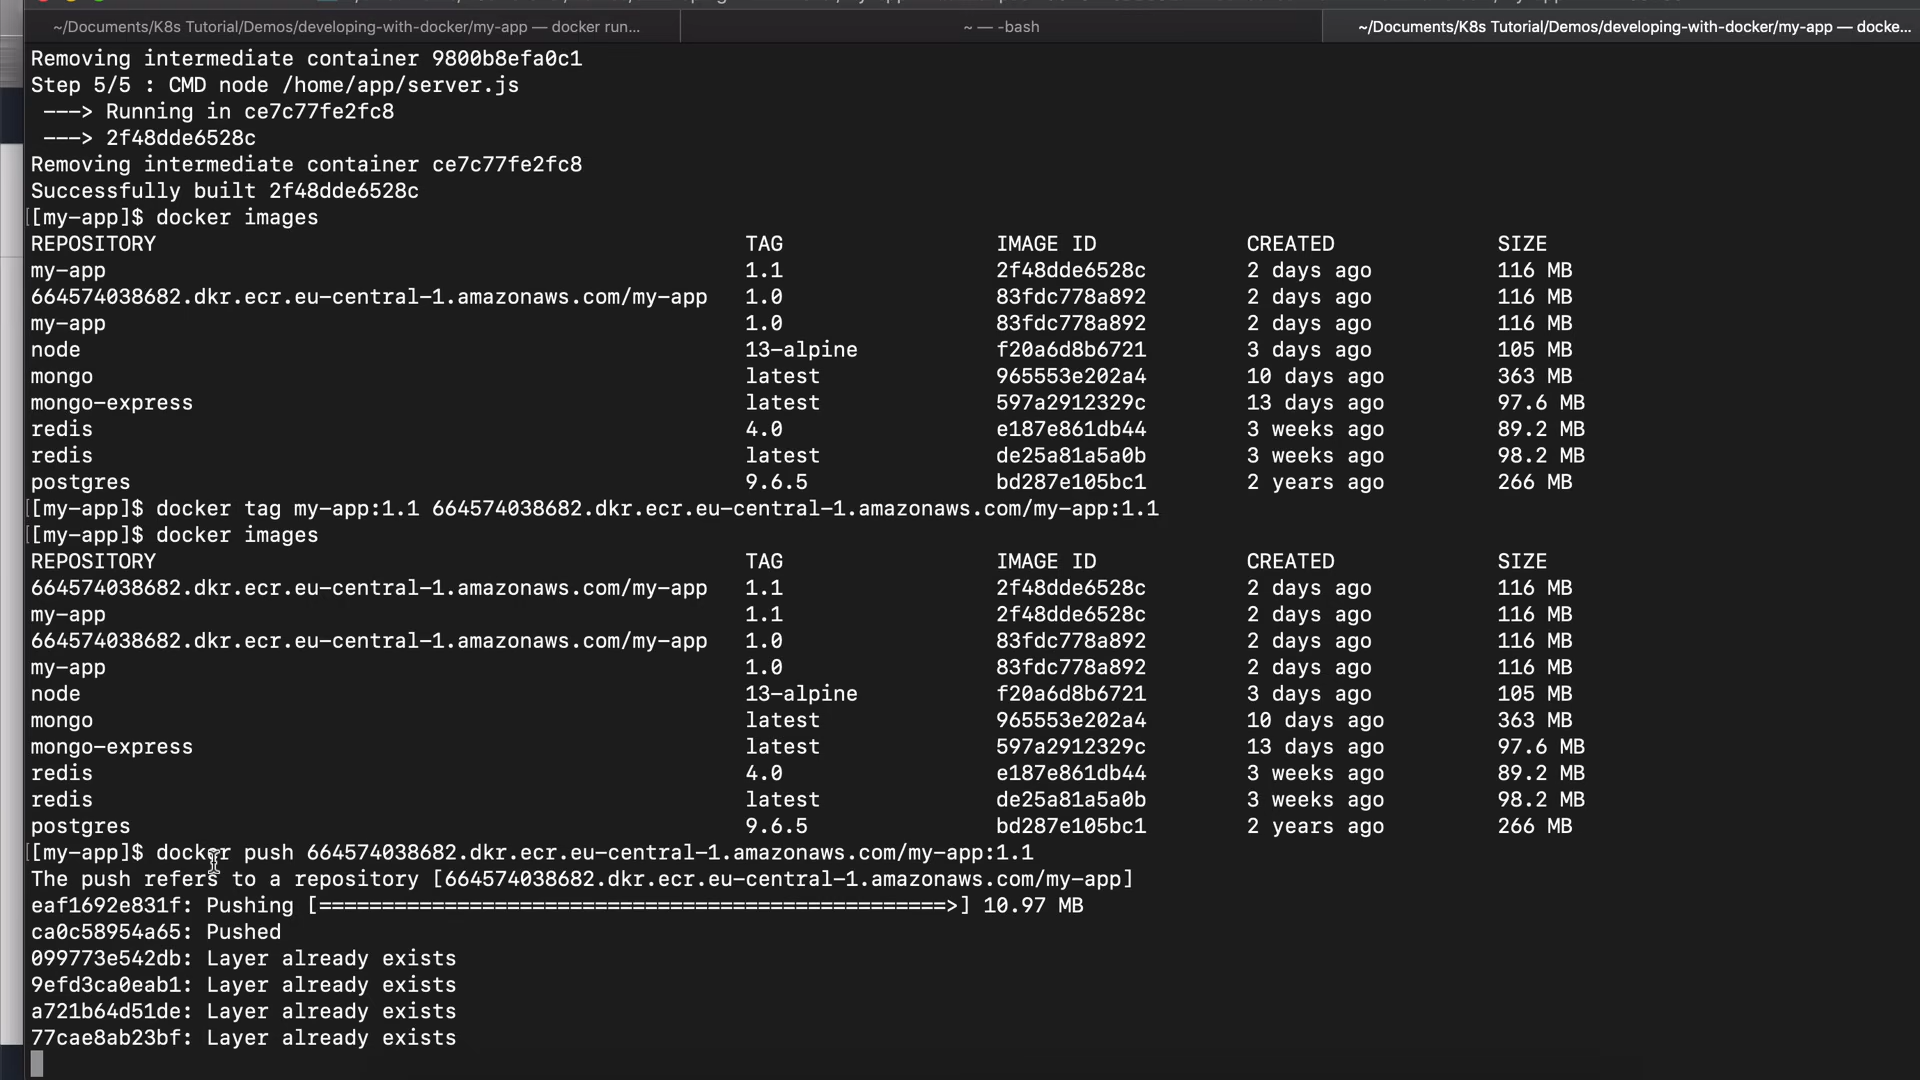 ~/Documents/K8s Tutorial/Demos/developing-with-docker/my-app — docker run...
~ — -bash
~/Documents/K8s Tutorial/Demos/developing-with-docker/my-app — docke...
Removing intermediate container 9800b8efa0c1
Step 5/5 : CMD node /home/app/server.js
 ---> Running in ce7c77fe2fc8
 ---> 2f48dde6528c
Removing intermediate container ce7c77fe2fc8
Successfully built 2f48dde6528c
[[my-app]$ docker images
REPOSITORY TAG IMAGE ID CREATED SIZE
my-app 1.1 2f48dde6528c 2 days ago 116 MB
664574038682.dkr.ecr.eu-central-1.amazonaws.com/my-app 1.0 83fdc778a892 2 days ago 116 MB
my-app 1.0 83fdc778a892 2 days ago 116 MB
node 13-alpine f20a6d8b6721 3 days ago 105 MB
mongo latest 965553e202a4 10 days ago 363 MB
mongo-express latest 597a2912329c 13 days ago 97.6 MB
redis 4.0 e187e861db44 3 weeks ago 89.2 MB
redis latest de25a81a5a0b 3 weeks ago 98.2 MB
postgres 9.6.5 bd287e105bc1 2 years ago 266 MB
[[my-app]$ docker tag my-app:1.1 664574038682.dkr.ecr.eu-central-1.amazonaws.com/my-app:1.1
[[my-app]$ docker images
REPOSITORY TAG IMAGE ID CREATED SIZE
664574038682.dkr.ecr.eu-central-1.amazonaws.com/my-app 1.1 2f48dde6528c 2 days ago 116 MB
my-app 1.1 2f48dde6528c 2 days ago 116 MB
664574038682.dkr.ecr.eu-central-1.amazonaws.com/my-app 1.0 83fdc778a892 2 days ago 116 MB
my-app 1.0 83fdc778a892 2 days ago 116 MB
node 13-alpine f20a6d8b6721 3 days ago 105 MB
mongo latest 965553e202a4 10 days ago 363 MB
mongo-express latest 597a2912329c 13 days ago 97.6 MB
redis 4.0 e187e861db44 3 weeks ago 89.2 MB
redis latest de25a81a5a0b 3 weeks ago 98.2 MB
postgres 9.6.5 bd287e105bc1 2 years ago 266 MB
[[my-app]$ docker push 664574038682.dkr.ecr.eu-central-1.amazonaws.com/my-app:1.1
The push refers to a repository [664574038682.dkr.ecr.eu-central-1.amazonaws.com/my-app]
eaf1692e831f: Pushing [==================================================>] 10.97 MB
ca0c58954a65: Pushed
099773e542db: Layer already exists
9efd3ca0eab1: Layer already exists
a721b64d51de: Layer already exists
77cae8ab23bf: Layer already exists